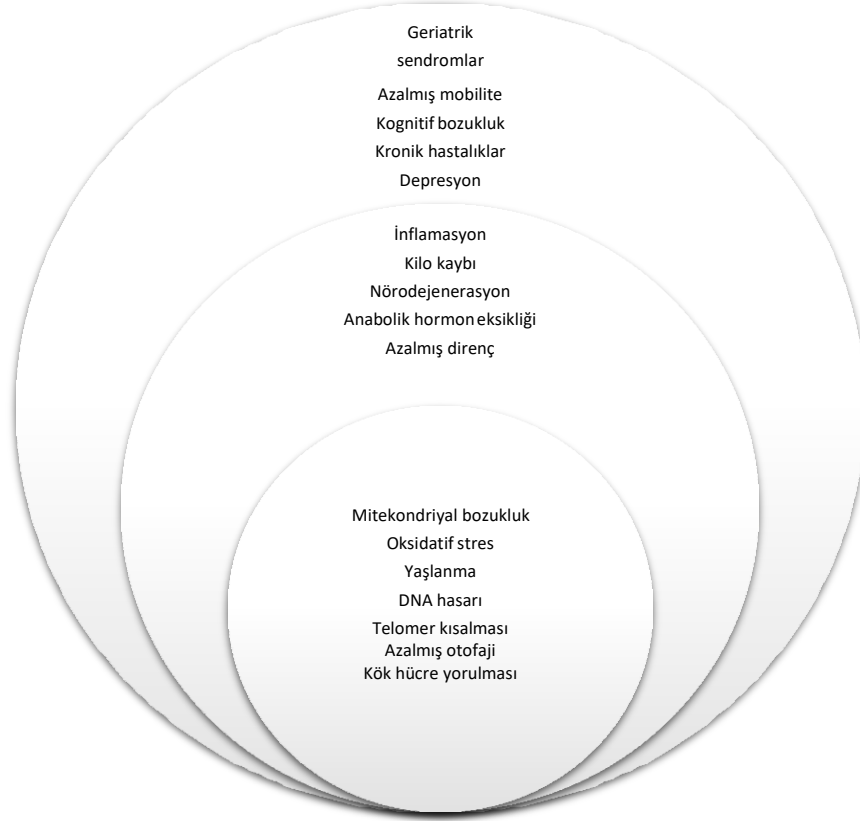 Geriatrik
sendromlar
Azalmış mobilite
Kognitif bozukluk
Kronik hastalıklar
Depresyon
İnflamasyon
Kilo kaybı
Nörodejenerasyon
Anabolik hormon eksikliği
Azalmış direnç
Mitekondriyal bozukluk
Oksidatif stres
Yaşlanma
DNA hasarı
Telomer kısalması
Azalmış otofaji
Kök hücre yorulması